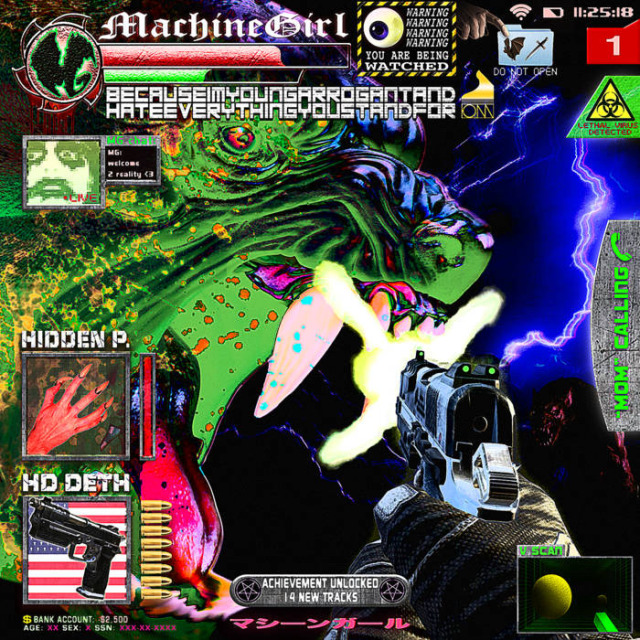 MachineGirl
WARNING
WARNING
WARNING
WARNING
YOU ARE BEING
WATCHED
11:25:18
DO NOT OPEN
1
BECAUSEIMYOUNGARROGANTAND
HATEEVERYTHINGYOUSTANDFOR
LETHAL VIRUS
DETECTED
MG:
welcome
2 reality <3
LIVE
MOM CALLING
HIDDEN P.
HD DETH
V SCAN
ACHIEVEMENT UNLOCKED
14 NEW TRACKS
マシーンガール
$ BANK ACCOUNT: -$2,500
AGE: XX SEX: X SSN: XXX-XX-XXXX